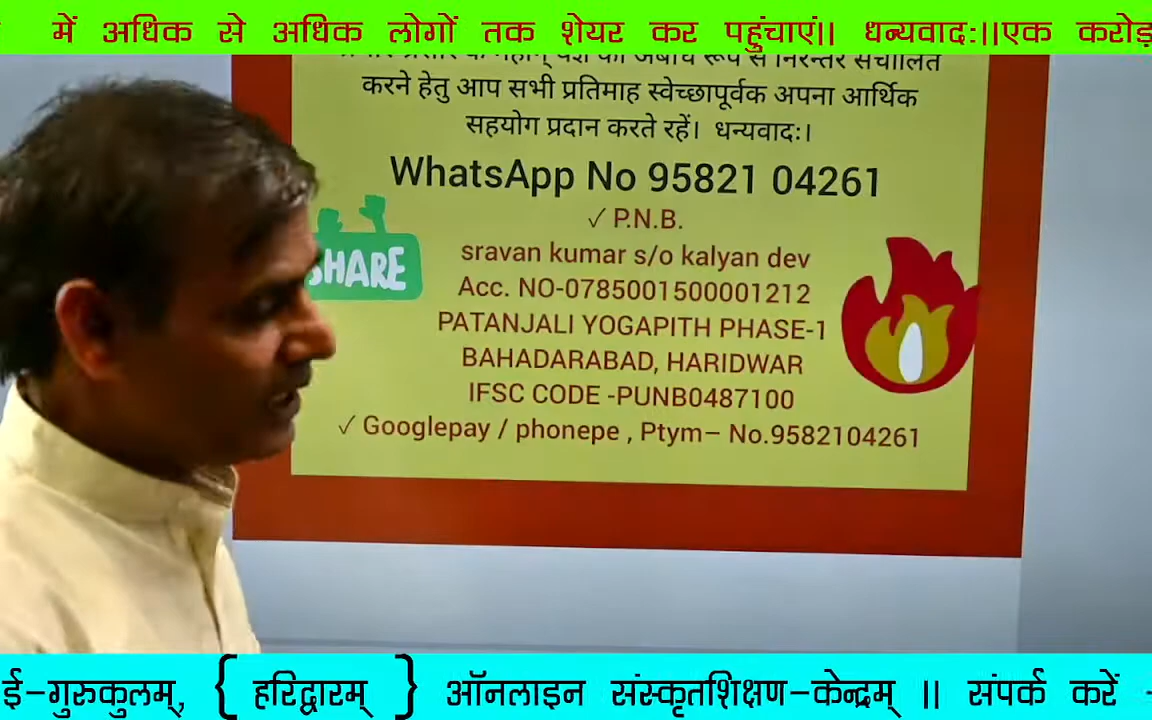 में अधिक से अधिक लोगों तक शेयर कर पहुंचाएं|| धन्यवादः||एक करोड़
करने हेतु आप सभी प्रतिमाह स्वेच्छापूर्वक अपना आर्थिक
सहयोग प्रदान करते रहें। धन्यवादः।
WhatsApp No 95821 04261
✓ P.N.B.
SHARE
sravan kumar s/o kalyan dev
Acc. NO-0785001500001212
PATANJALI YOGAPITH PHASE-1
BAHADARABAD, HARIDWAR
IFSC CODE -PUNB0487100
✓ Googlepay / phonepe , Ptym– No.9582104261
ई-गुरुकुलम्, { हरिद्वारम् } ऑनलाइन संस्कृतशिक्षण-केन्द्रम् || संपर्क करें -